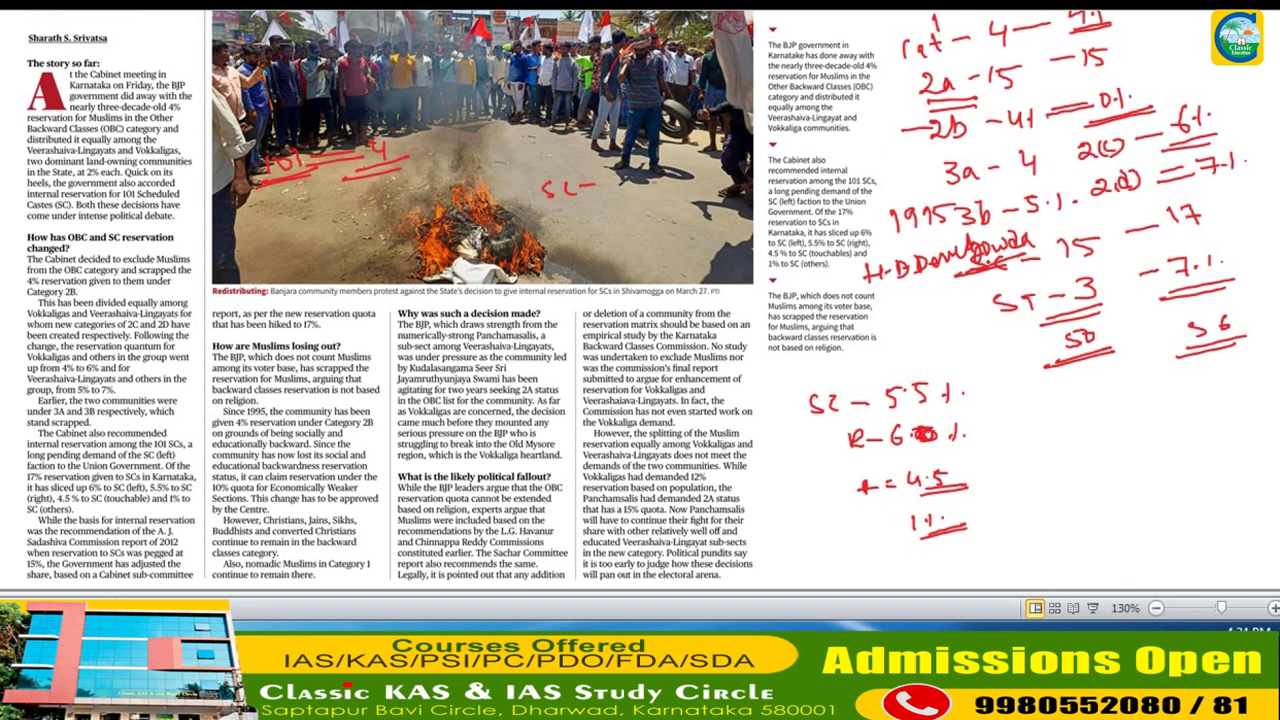 Sharath S. Srivatsa
The story so far:
At the Cabinet meeting in
Karnataka on Friday, the BJP
government did away with the
nearly three-decade-old 4%
reservation for Muslims in the Other
Backward Classes (OBC) category and
distributed it equally among the
Veerashaiva-Lingayats and Vokkaligas,
two dominant land-owning communities
in the State, at 2% each. Quick on its
heels, the government also accorded
internal reservation for 101 Scheduled
Castes (SC). Both these decisions have
come under intense political debate.
How has OBC and SC reservation
changed?
The Cabinet decided to exclude Muslims
from the OBC category and scrapped the
4% reservation given to them under
Category 2B.
This has been divided equally among
Vokkaligas and Veerashaiva-Lingayats for
whom new categories of 2C and 2D have
been created respectively. Following the
change, the reservation quantum for
Vokkaligas and others in the group went
up from 4% to 6% and for
Veerashaiva-Lingayats and others in the
group, from 5% to 7%.
Earlier, the two communities were
under 3A and 3B respectively, which
stand scrapped.
The Cabinet also recommended
internal reservation among the 101 SCs, a
long pending demand of the SC (left)
faction to the Union Government. Of the
17% reservation given to SCs in Karnataka,
it has sliced up 6% to SC (left), 5.5% to SC
(right), 4.5 % to SC (touchable) and 1% to
SC (others).
While the basis for internal reservation
was the recommendation of the A. J.
Sadashiva Commission report of 2012
when reservation to SCs was pegged at
15%, the Government has adjusted the
share, based on a Cabinet sub-committee
101 4
SC-
Redistributing: Banjara community members protest against the State's decision to give internal reservation for SCs in Shivamogga on March 27. PTI
report, as per the new reservation quota
that has been hiked to 17%.
How are Muslims losing out?
The BJP, which does not count Muslims
among its voter base, has scrapped the
reservation for Muslims, arguing that
backward classes reservation is not based
on religion.
Since 1995, the community has been
given 4% reservation under Category 2B
on grounds of being socially and
educationally backward. Since the
community has now lost its social and
educational backwardness reservation
status, it can claim reservation under the
10% quota for Economically Weaker
Sections. This change has to be approved
by the Centre.
However, Christians, Jains, Sikhs,
Buddhists and converted Christians
continue to remain in the backward
classes category.
Also, nomadic Muslims in Category I
continue to remain there.
Why was such a decision made?
The BJP, which draws strength from the
numerically-strong Panchamasalis, a
sub-sect among Veerashaiva-Lingayats,
was under pressure as the community led
by Kudalasangama Seer Sri
Jayamruthyunjaya Swami has been
agitating for two years seeking 2A status
in the OBC list for the community. As far
as Vokkaligas are concerned, the decision
came much before they mounted any
serious pressure on the BJP who is
struggling to break into the Old Mysore
region, which is the Vokkaliga heartland.
What is the likely political fallout?
While the BJP leaders argue that the OBC
reservation quota cannot be extended
based on religion, experts argue that
Muslims were included based on the
recommendations by the L.G. Havanur
and Chinnappa Reddy Commissions
constituted earlier. The Sachar Committee
report also recommends the same.
Legally, it is pointed out that any addition
or deletion of a community from the
reservation matrix should be based on an
empirical study by the Karnataka
Backward Classes Commission. No study
was undertaken to exclude Muslims nor
was the commission's final report
submitted to argue for enhancement of
reservation for Vokkaligas and
Veerashaiava-Lingayats. In fact, the
Commission has not even started work on
the Vokkaliga demand.
However, the splitting of the Muslim
reservation equally among Vokkaligas and
Veerashaiva-Lingayats does not meet the
demands of the two communities. While
Vokkaligas had demanded 12%
reservation based on population, the
Panchamsalis had demanded 2A status
that has a 15% quota. Now Panchamsalis
will have to continue their fight for their
share with other relatively well off and
educated Veerashaiva-Lingayat sub-sects
in the new category. Political pundits say
it is too early to judge how these decisions
will pan out in the electoral arena.
The BJP government in
Karnataka has done away with
the nearly three-decade-old 4%
reservation for Muslims in the
Other Backward Classes (OBC)
category and distributed it
equally among the
Veerashaiva-Lingayat and
Vokkaliga communities.
The Cabinet also
recommended internal
reservation among the 101 SCs,
a long pending demand of the
SC (left) faction to the Union
Government. Of the 17%
reservation to SCs in
Karnataka, it has sliced up 6%
to SC (left), 5.5% to SC (right),
4.5 % to SC (touchables) and
1% to SC (others).
The BJP, which does not count
Muslims among its voter base,
has scrapped the reservation
for Muslims, arguing that
backward classes reservation is
not based on religion.
cat 1 - 4 - 4%
2a - 15 - 15
-2b - 4% 0%
2(c) - 6%
3a - 4
2(d) = 7%
1995 3b - 5%.
H.D Devegowda
15 - 17
ST - 3 - 7%
50 56
5.5%
R - 6 %
t = 4.5
1%
Classic
Education
130%
Courses Offered
IAS/KAS/PSI/PC/PDO/FDA/SDA
Classic KAS & IAS Study Circle
Saptapur Bavi Circle, Dharwad, Karnataka 580001
Admissions Open
9980552080 / 81